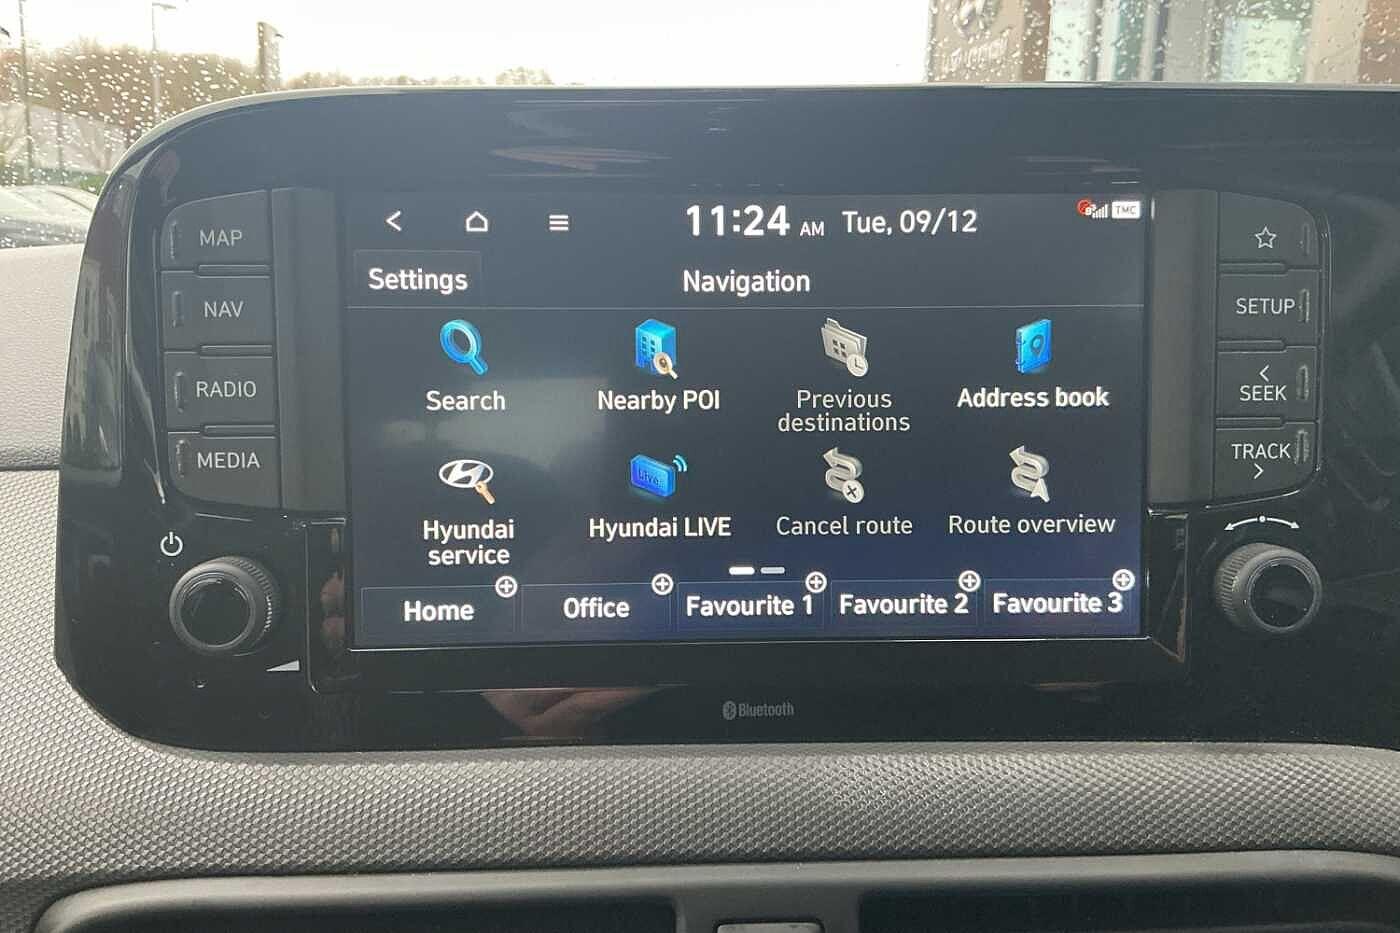 11:24 AM Tue, 09/12
TMC
Settings
Navigation
MAP
NAV
RADIO
MEDIA
Search
Nearby POI
Previous
destinations
Address book
Hyundai
service
Live
Hyundai LIVE
Cancel route
Route overview
Home
Office
Favourite 1
Favourite 2
Favourite 3
SETUP
<
SEEK
TRACK
>
Bluetooth